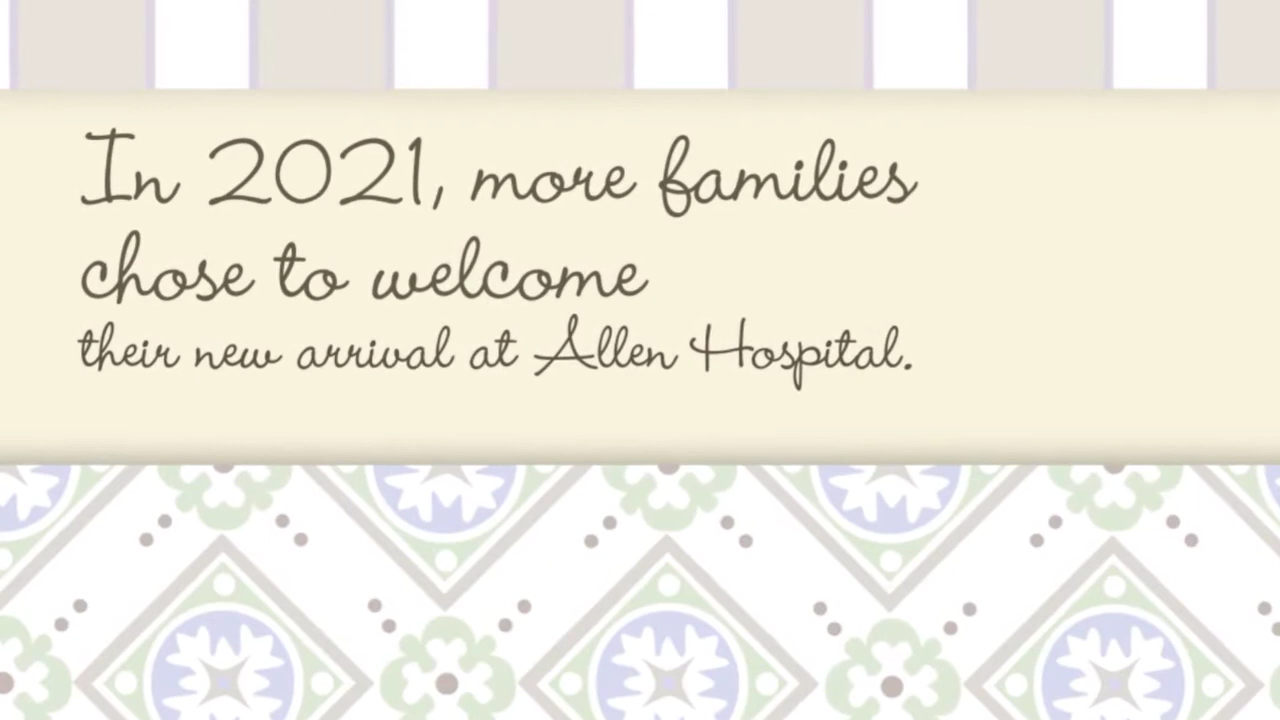 In 2021, more families
chose to welcome
their new arrival at Allen Hospital.